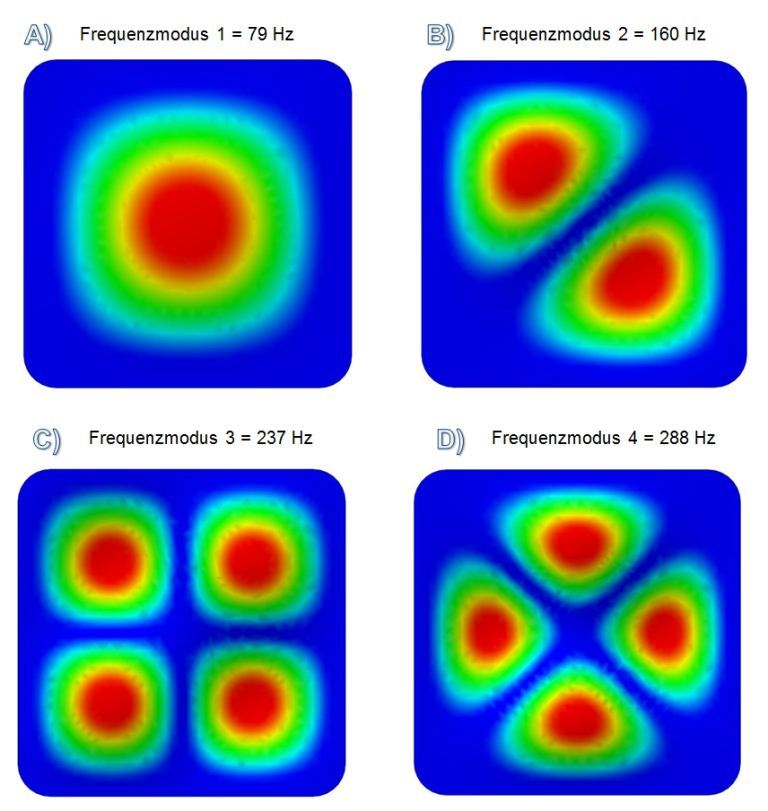 A) Frequenzmodus 1 = 79 Hz
B) Frequenzmodus 2 = 160 Hz
C) Frequenzmodus 3 = 237 Hz
D) Frequenzmodus 4 = 288 Hz